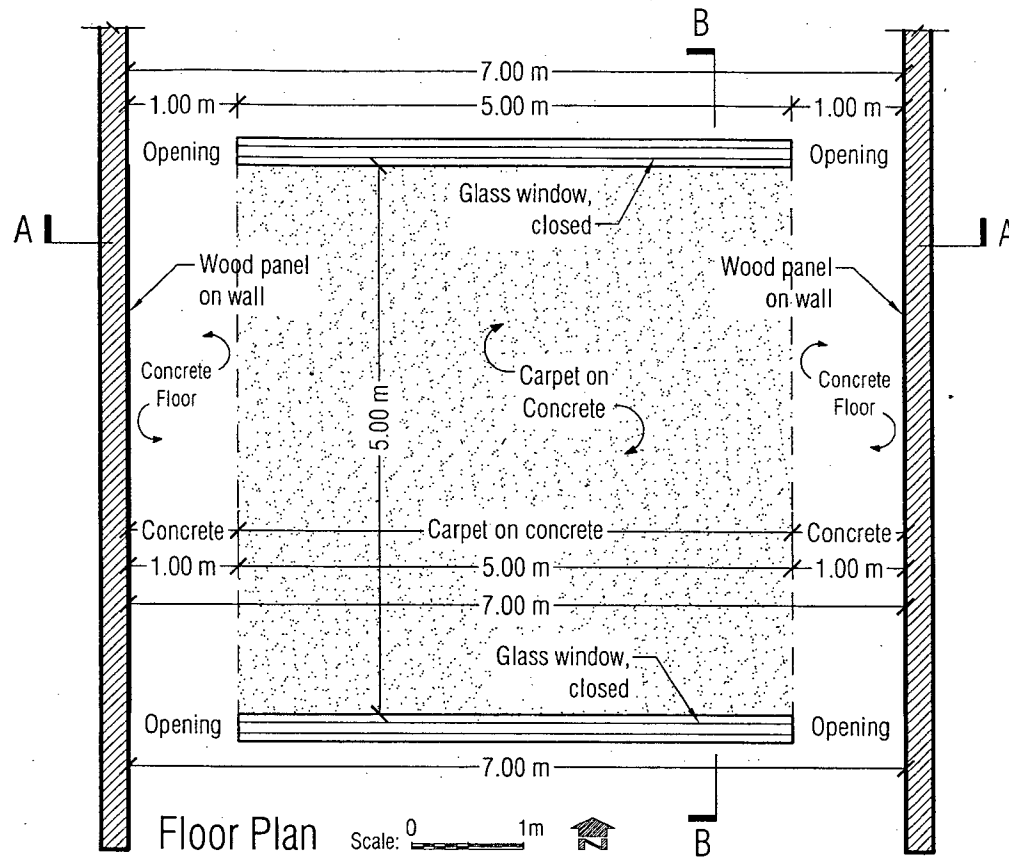 B
7.00 m
1.00 m
5.00 m
1.00 m
Opening
Opening
Glass window,
closed
A
A
Wood panel
on wall
Wood panel
on wall
Concrete
Floor
Carpet on
Concrete
Concrete
Floor
5.00 m
Concrete
Carpet on concrete
Concrete
1.00 m
5.00 m
1.00 m
7.00 m
Glass window,
closed
Opening
Opening
7.00 m
Floor Plan
Scale:
0
1m
N
B